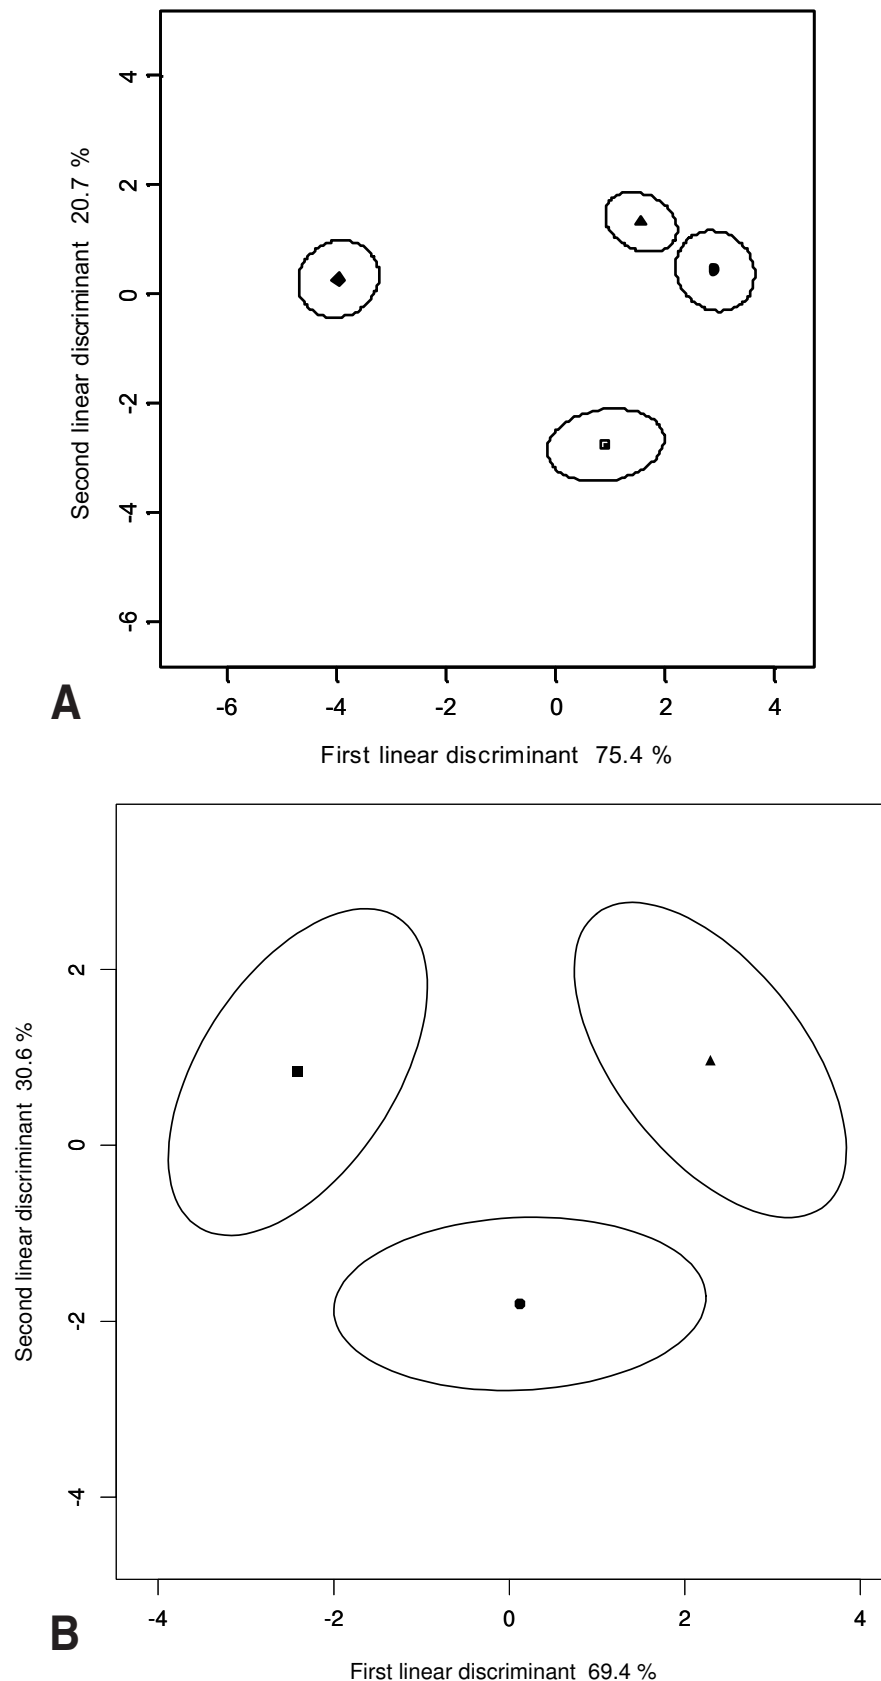 4
2
0
-2
-4
-6
Second linear discriminant 20.7 %
-6 -4 -2 0 2 4
A
First linear discriminant 75.4 %
2
0
-2
-4
Second linear discriminant 30.6 %
-4 -2 0 2 4
B
First linear discriminant 69.4 %